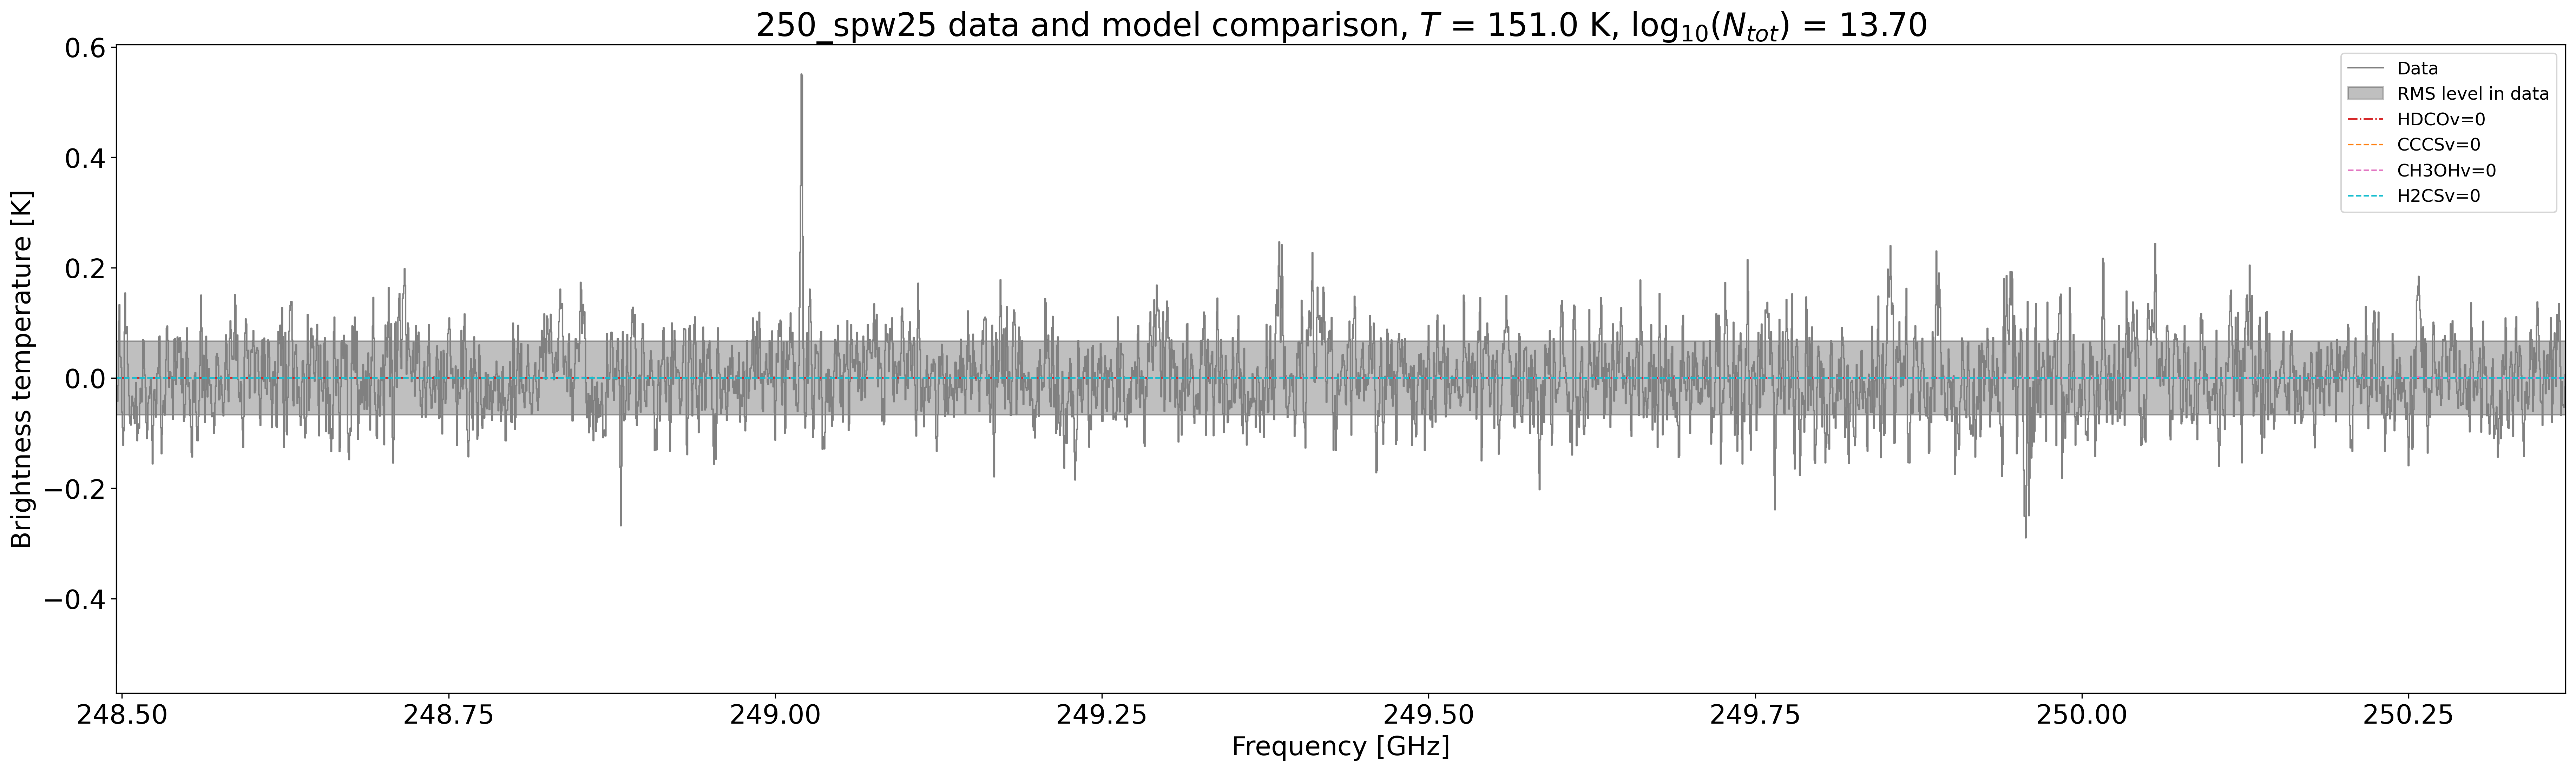 250_spw25 data and model comparison, T = 151.0 K, log₁₀(Nₜₒₜ) = 13.70
0.6
0.4
0.2
0.0
−0.2
−0.4
Brightness temperature [K]
Data
RMS level in data
HDCOv=0
CCCSv=0
CH3OHv=0
H2CSv=0
248.50 248.75 249.00 249.25 249.50 249.75 250.00 250.25
Frequency [GHz]